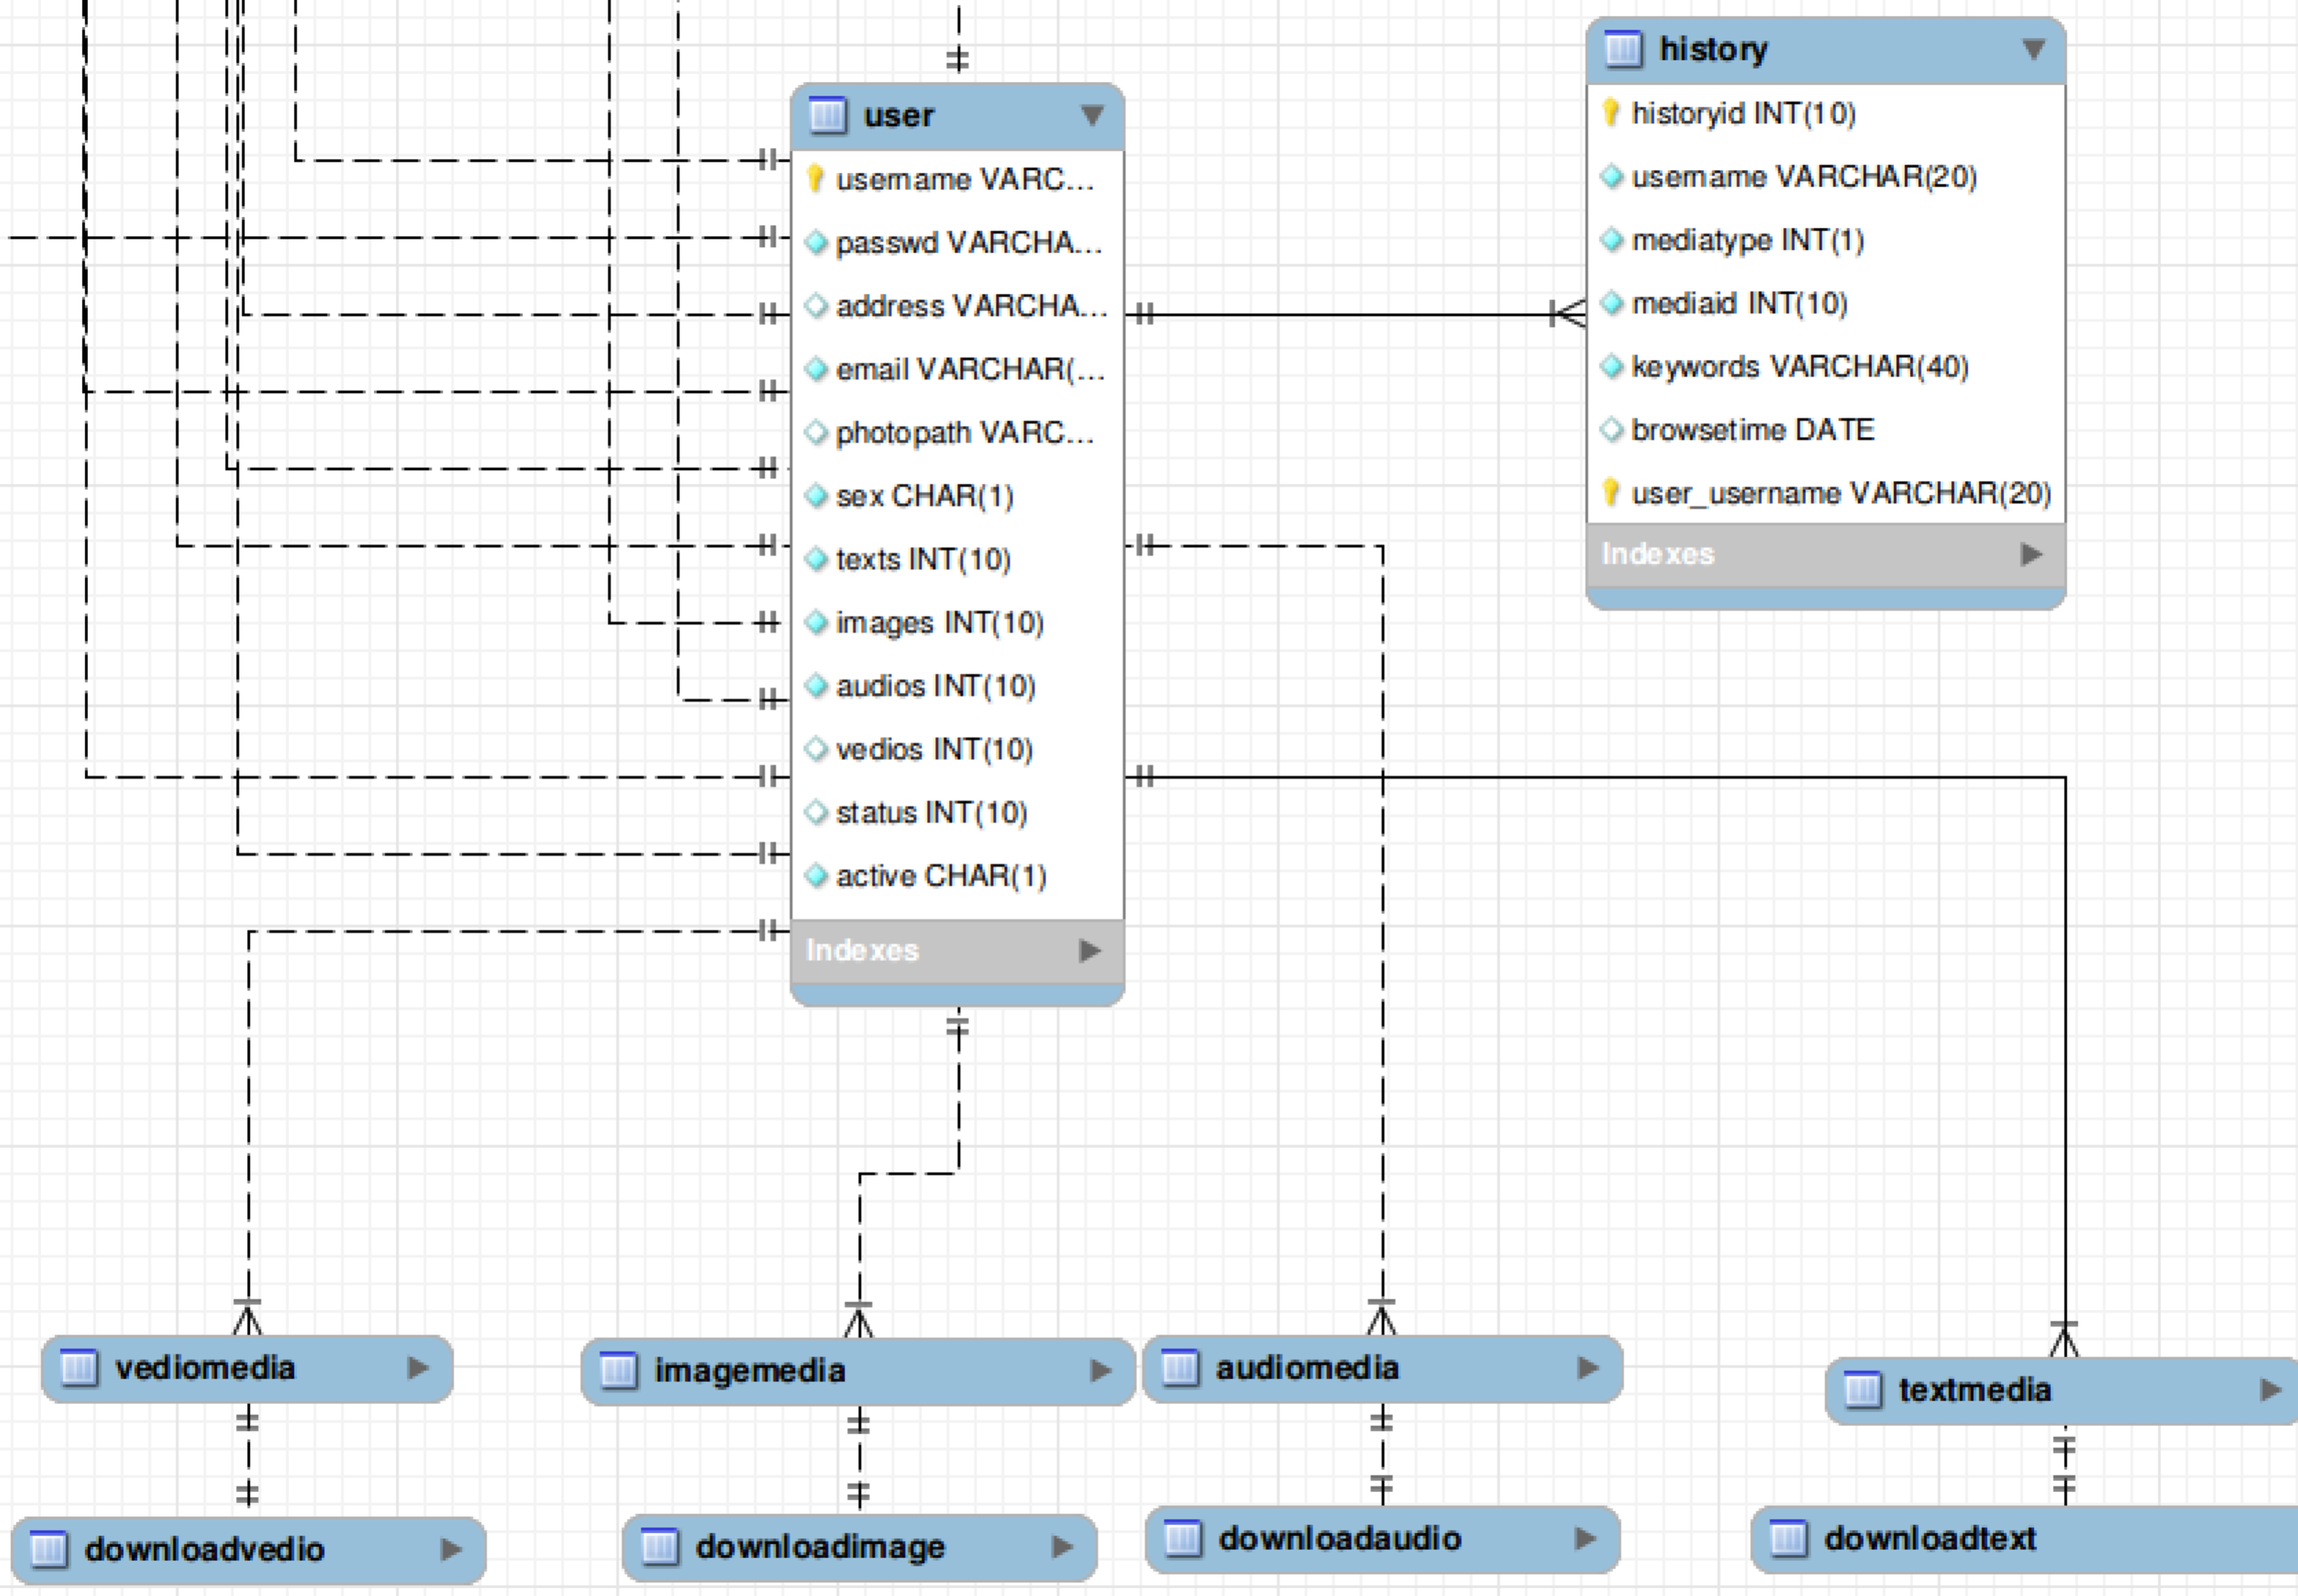 user
username VARC...
passwd VARCHA...
address VARCHA...
email VARCHAR(...
photopath VARC...
sex CHAR(1)
texts INT(10)
images INT(10)
audios INT(10)
vedios INT(10)
status INT(10)
active CHAR(1)
Indexes
history
historyid INT(10)
username VARCHAR(20)
mediatype INT(1)
mediaid INT(10)
keywords VARCHAR(40)
browsetime DATE
user_username VARCHAR(20)
Indexes
vediomedia
imagemedia
audiomedia
textmedia
downloadvedio
downloadimage
downloadaudio
downloadtext